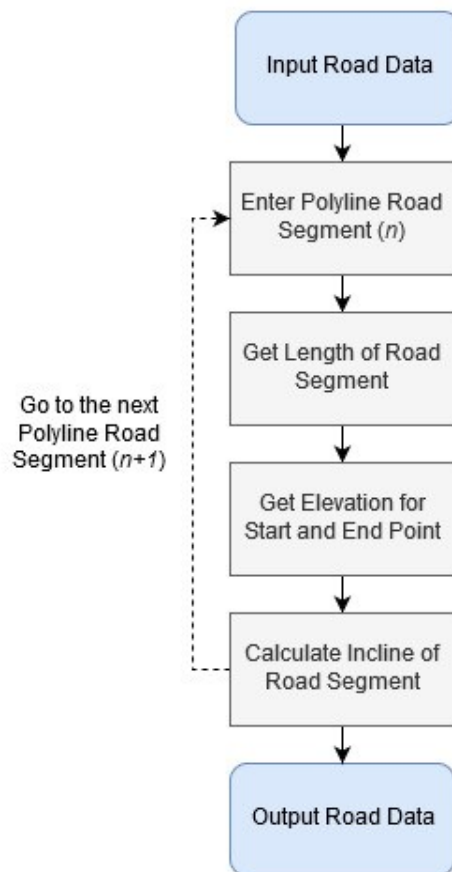 Input Road Data
Enter Polyline Road
Segment (n)
Get Length of Road
Segment
Go to the next
Polyline Road
Segment (n+1)
Get Elevation for
Start and End Point
Calculate Incline of
Road Segment
Output Road Data